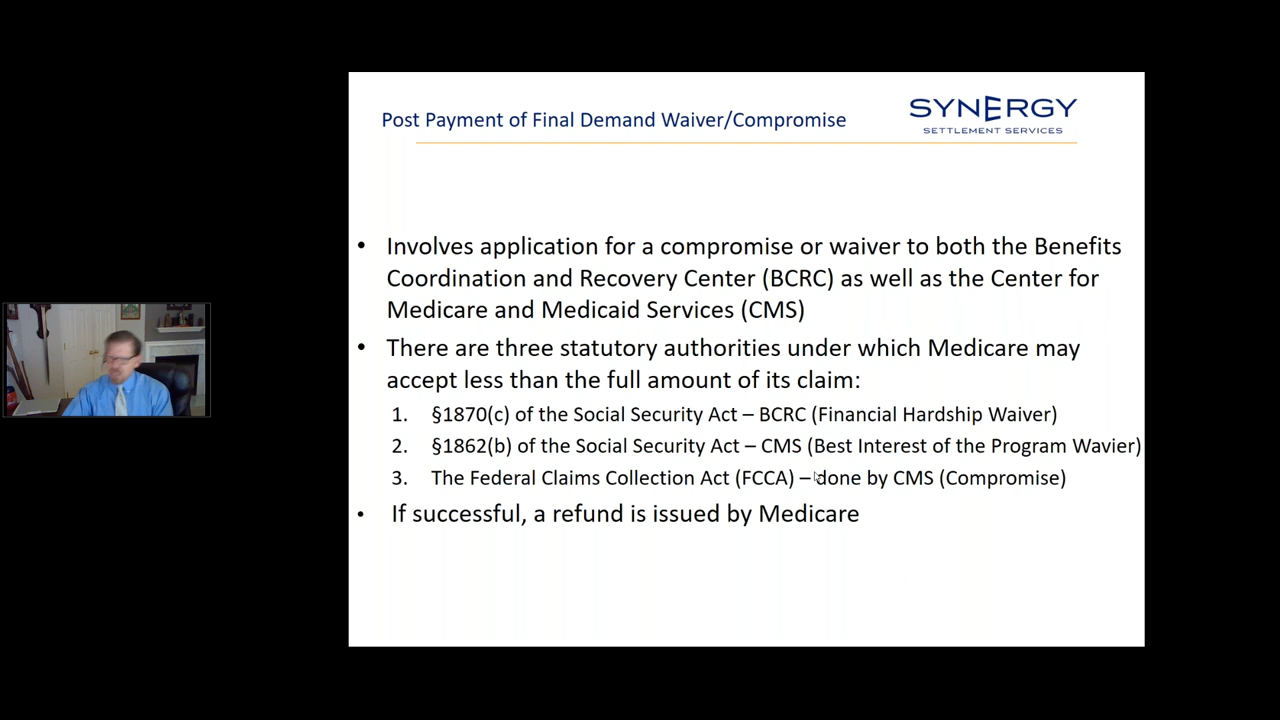 Post Payment of Final Demand Waiver/Compromise
SYNERGY
SETTLEMENT SERVICES
• Involves application for a compromise or waiver to both the Benefits
Coordination and Recovery Center (BCRC) as well as the Center for
Medicare and Medicaid Services (CMS)
• There are three statutory authorities under which Medicare may
accept less than the full amount of its claim:
1. §1870(c) of the Social Security Act – BCRC (Financial Hardship Waiver)
2. §1862(b) of the Social Security Act – CMS (Best Interest of the Program Wavier)
3. The Federal Claims Collection Act (FCCA) – done by CMS (Compromise)
• If successful, a refund is issued by Medicare